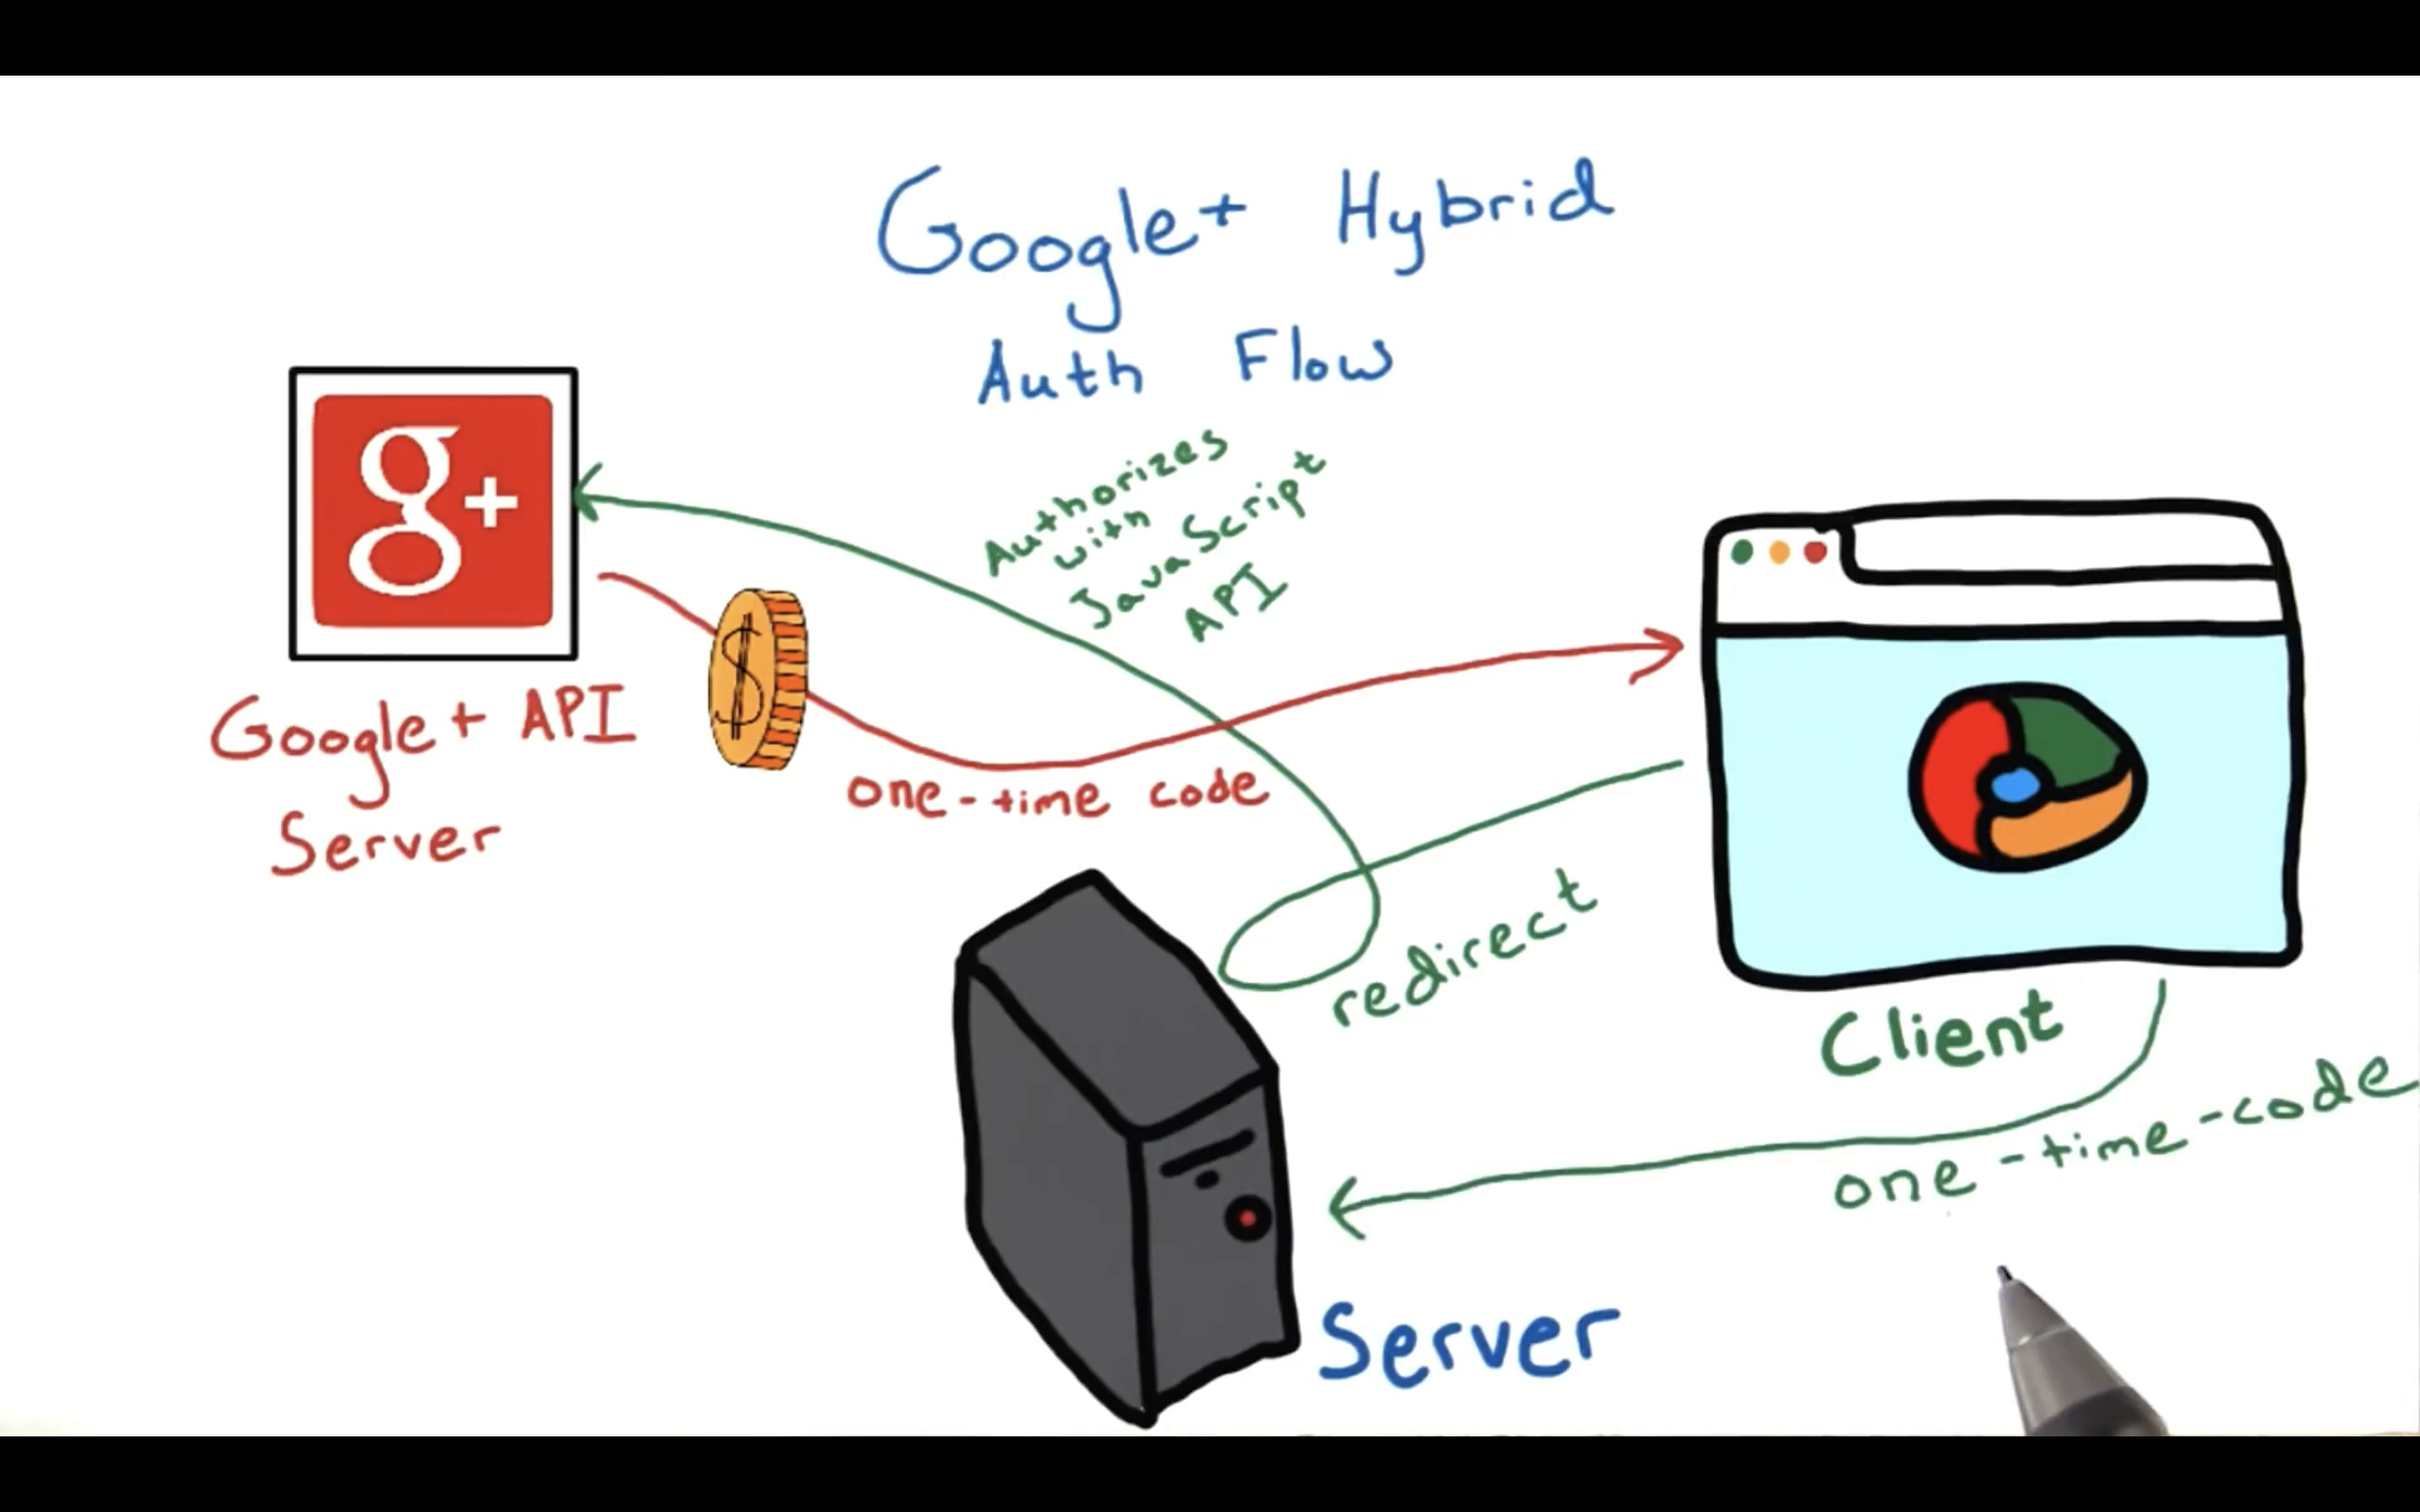 Google+ Hybrid
Auth Flow
g+
Authorizes
with
JavaScript
API
Google+ API
Server
$
one-time code
redirect
Client
one-time-code
Server